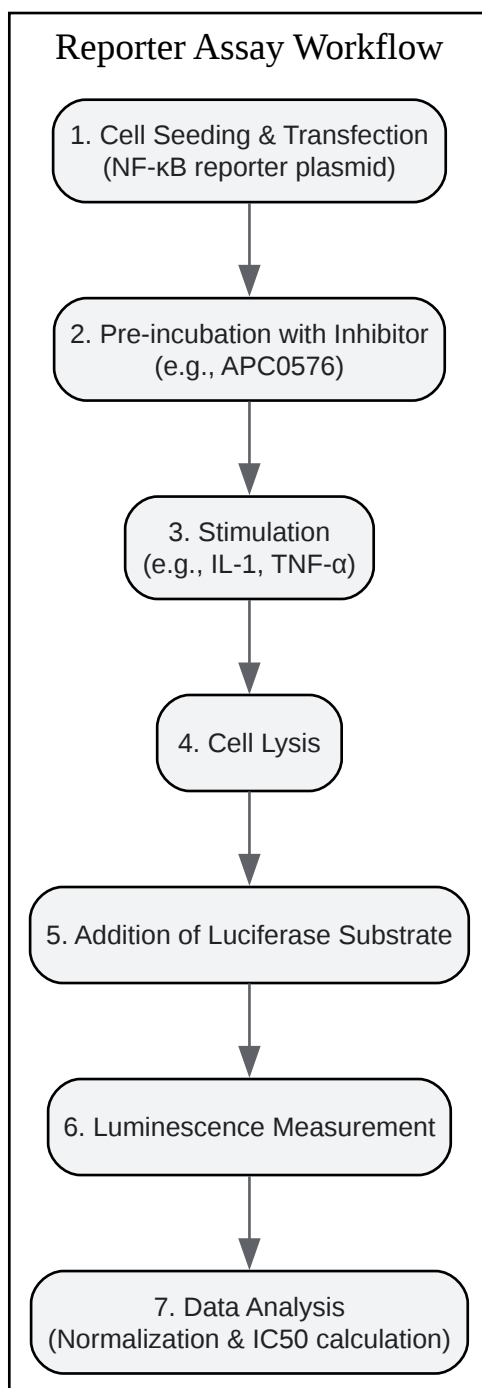 Reporter Assay Workflow
1. Cell Seeding & Transfection
(NF-κB reporter plasmid)
2. Pre-incubation with Inhibitor
(e.g., APC0576)
3. Stimulation
(e.g., IL-1, TNF-α)
4. Cell Lysis
5. Addition of Luciferase Substrate
6. Luminescence Measurement
7. Data Analysis
(Normalization & IC50 calculation)